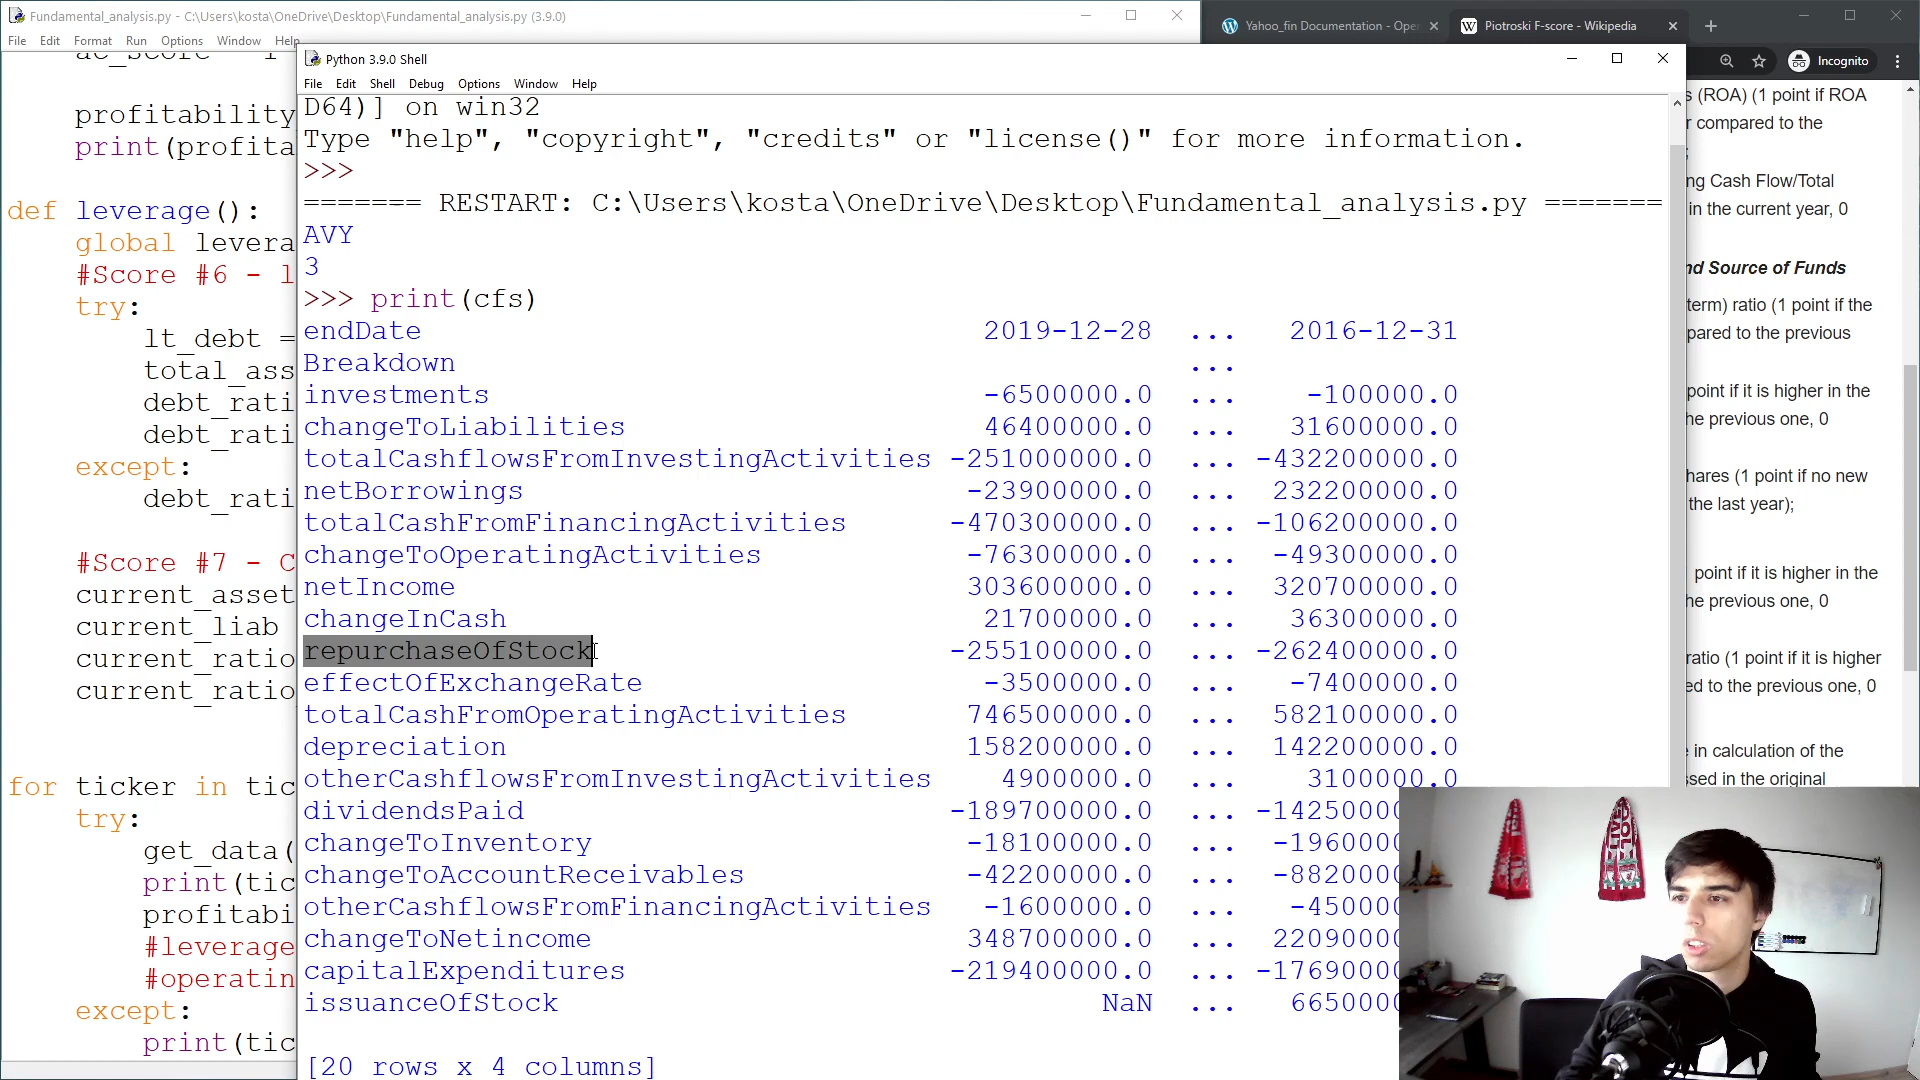 Fundamental_analysis.py - C:\Users\kosta\OneDrive\Desktop\Fundamental_analysis.py (3.9.0)
File Edit Format Run Options Window Help
profitability
print(profita
def leverage():
global levera
#Score #6 - l
try:
lt_debt =
total_ass
debt_rati
debt_rati
except:
debt_rati
#Score #7 - C
current_asset
current_liab
current_ratio
current_ratio
for ticker in tic
try:
get_data(
print(tic
profitabi
#leverage
#operatin
except:
print(tic
Python 3.9.0 Shell
File Edit Shell Debug Options Window Help
D64)] on win32
Type "help", "copyright", "credits" or "license()" for more information.
>>>
======= RESTART: C:\Users\kosta\OneDrive\Desktop\Fundamental_analysis.py =======
AVY
3
>>> print(cfs)
endDate 2019-12-28 ... 2016-12-31
Breakdown ...
investments -6500000.0 ... -100000.0
changeToLiabilities 46400000.0 ... 31600000.0
totalCashflowsFromInvestingActivities -251000000.0 ... -432200000.0
netBorrowings -23900000.0 ... 232200000.0
totalCashFromFinancingActivities -470300000.0 ... -106200000.0
changeToOperatingActivities -76300000.0 ... -49300000.0
netIncome 303600000.0 ... 320700000.0
changeInCash 21700000.0 ... 36300000.0
repurchaseOfStock -255100000.0 ... -262400000.0
effectOfExchangeRate -3500000.0 ... -7400000.0
totalCashFromOperatingActivities 746500000.0 ... 582100000.0
depreciation 158200000.0 ... 142200000.0
otherCashflowsFromInvestingActivities 4900000.0 ... 3100000.0
dividendsPaid -189700000.0 ... -14250000
changeToInventory -18100000.0 ... -1960000
changeToAccountReceivables -42200000.0 ... -8820000
otherCashflowsFromFinancingActivities -1600000.0 ... -450000
changeToNetincome 348700000.0 ... 22090000
capitalExpenditures -219400000.0 ... -17690000
issuanceOfStock NaN ... 6650000
[20 rows x 4 columns]
Yahoo_fin Documentation - Ope
Piotroski F-score - Wikipedia
Incognito
s (ROA) (1 point if ROA
r compared to the
;
ng Cash Flow/Total
in the current year, 0
nd Source of Funds
term) ratio (1 point if the
pared to the previous
point if it is higher in the
he previous one, 0
hares (1 point if no new
the last year);
point if it is higher in the
he previous one, 0
ratio (1 point if it is higher
ed to the previous one, 0
e in calculation of the
ssed in the original